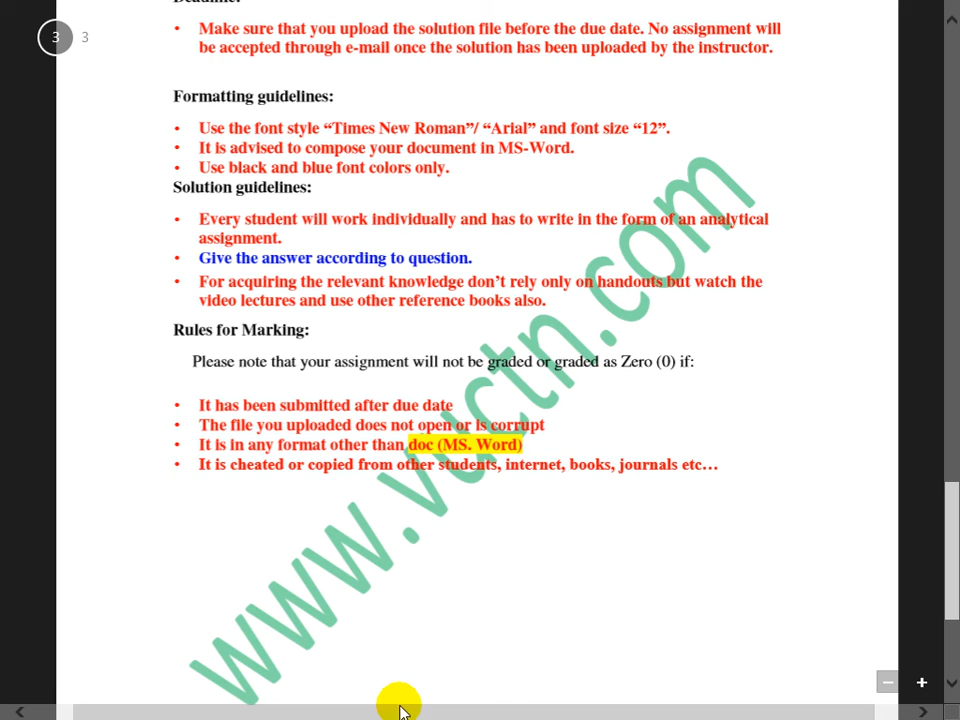 3 3
• Make sure that you upload the solution file before the due date. No assignment will
be accepted through e-mail once the solution has been uploaded by the instructor.
Formatting guidelines:
• Use the font style “Times New Roman”/ “Arial” and font size “12”.
• It is advised to compose your document in MS-Word.
• Use black and blue font colors only.
Solution guidelines:
• Every student will work individually and has to write in the form of an analytical
assignment.
• Give the answer according to question.
• For acquiring the relevant knowledge don’t rely only on handouts but watch the
video lectures and use other reference books also.
Rules for Marking:
Please note that your assignment will not be graded or graded as Zero (0) if:
• It has been submitted after due date
• The file you uploaded does not open or is corrupt
• It is in any format other than doc (MS. Word)
• It is cheated or copied from other students, internet, books, journals etc…
www.vuctn.com